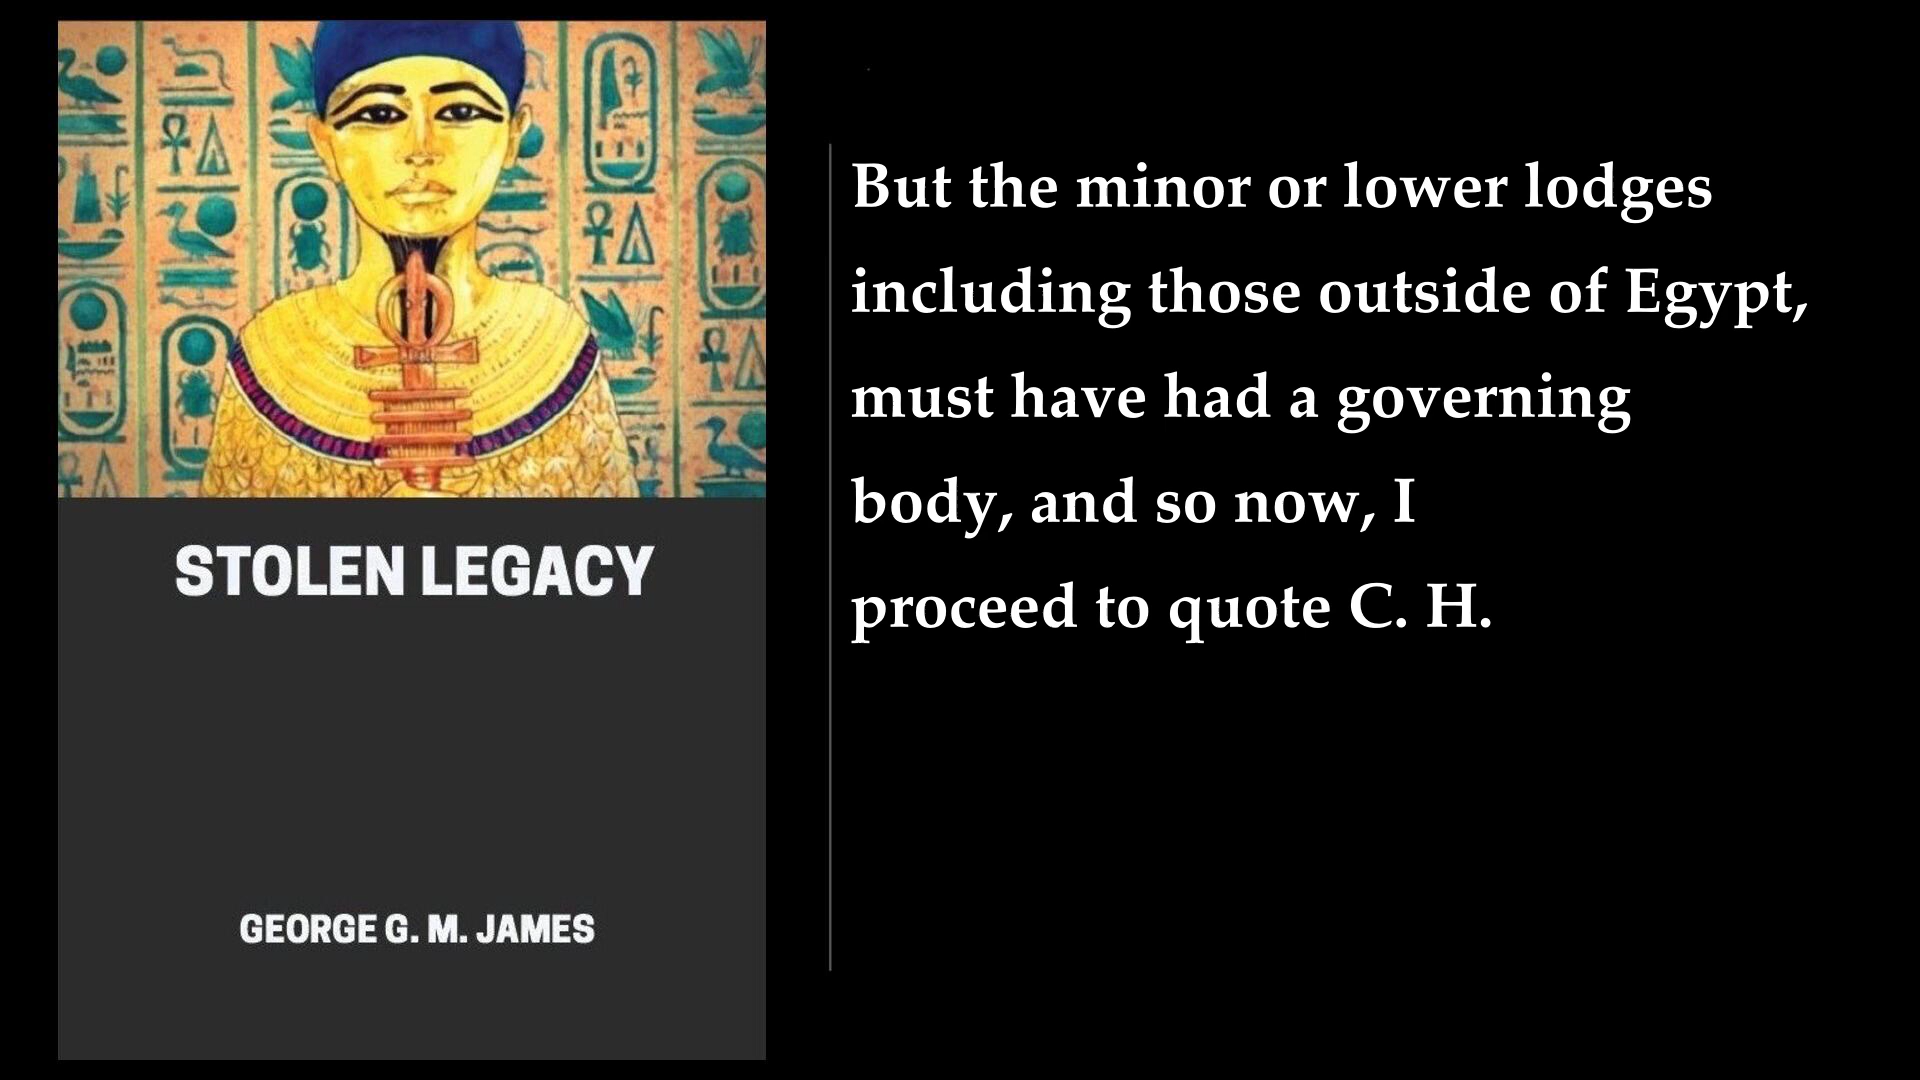 STOLEN LEGACY
GEORGE G. M. JAMES
But the minor or lower lodges
including those outside of Egypt,
must have had a governing
body, and so now, I
proceed to quote C. H.